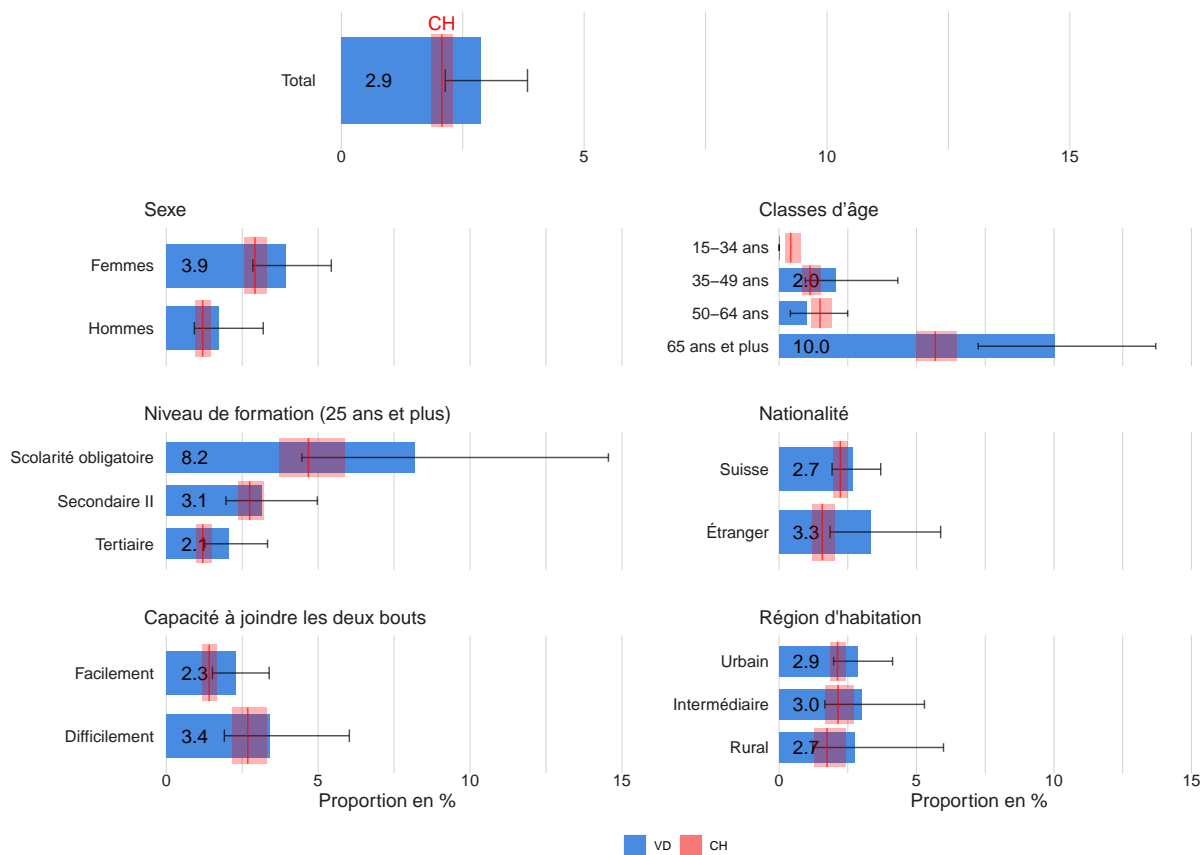 CH
Total 2.9
0 5 10 15
Sexe
Femmes 3.9
Hommes
Classes d’âge
15−34 ans
35−49 ans 2.0
50−64 ans
65 ans et plus 10.0
Niveau de formation (25 ans et plus)
Scolarité obligatoire 8.2
Secondaire II 3.1
Tertiaire 2.1
Nationalité
Suisse 2.7
Étranger 3.3
Capacité à joindre les deux bouts
Facilement 2.3
Difficilement 3.4
0 5 10 15
Proportion en %
Région d'habitation
Urbain 2.9
Intermédiaire 3.0
Rural 2.7
0 5 10 15
Proportion en %
VD CH